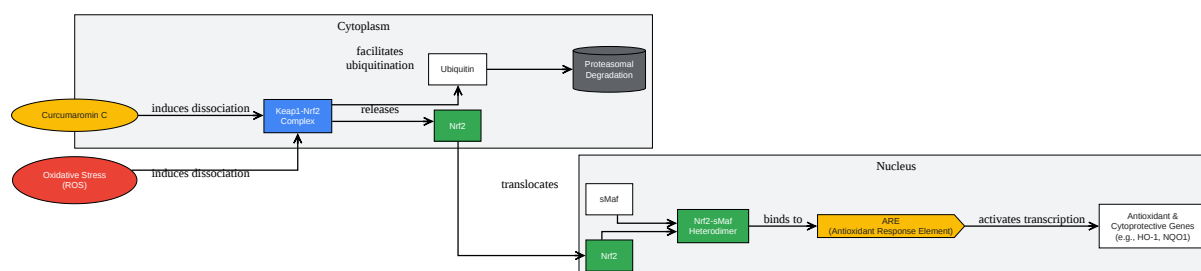 Cytoplasm
facilitates
ubiquitination
Ubiquitin
Proteasomal
Degradation
Curcumaromin C
induces dissociation
Keap1-Nrf2
Complex
releases
Nrf2
Oxidative Stress
(ROS)
induces dissociation
translocates
Nucleus
sMaf
Nrf2
Nrf2-sMaf
Heterodimer
binds to
ARE
(Antioxidant Response Element)
activates transcription
Antioxidant &
Cytoprotective Genes
(e.g., HO-1, NQO1)